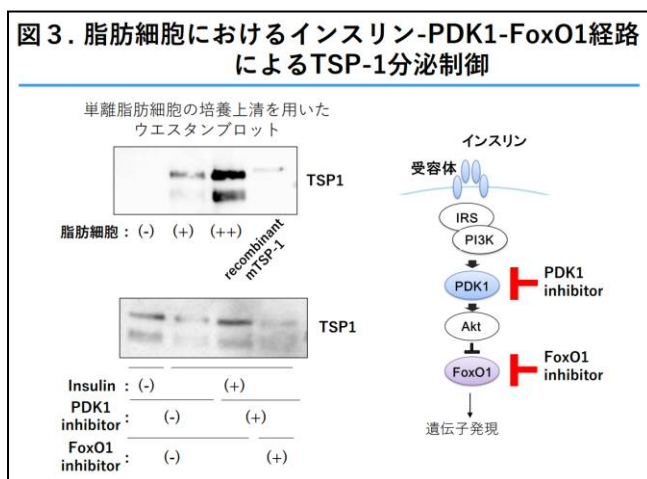 図３. 脂肪細胞におけるインスリン-PDK1-FoxO1経路
によるTSP-1分泌制御
単離脂肪細胞の培養上清を用いた
ウエスタンブロット
TSP1
脂肪細胞 : (-) (+) (++) recombinant mTSP-1
TSP1
Insulin : (-) (+)
PDK1
inhibitor : (-) (+)
FoxO1
inhibitor : (-) (+)
インスリン
受容体
IRS
PI3K
PDK1
PDK1
inhibitor
Akt
FoxO1
FoxO1
inhibitor
遺伝子発現